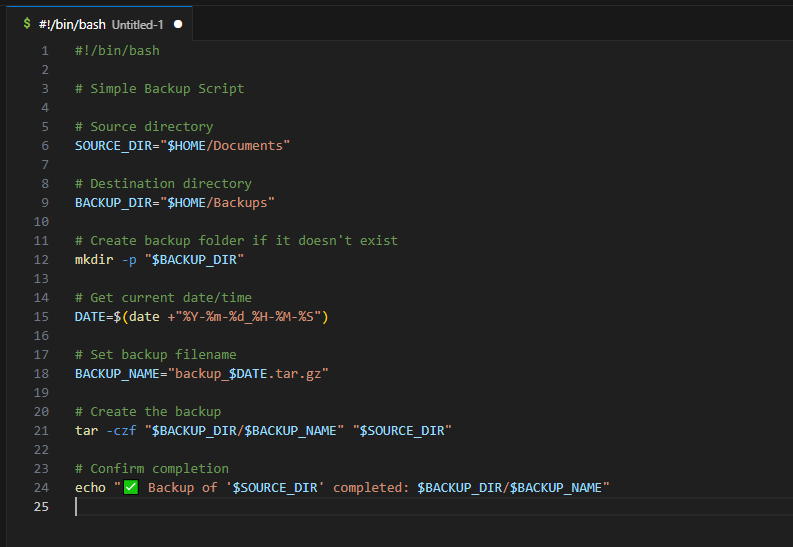 $ #!/bin/bash Untitled-1 ●
1 #!/bin/bash
2
3 # Simple Backup Script
4
5 # Source directory
6 SOURCE_DIR="$HOME/Documents"
7
8 # Destination directory
9 BACKUP_DIR="$HOME/Backups"
10
11 # Create backup folder if it doesn't exist
12 mkdir -p "$BACKUP_DIR"
13
14 # Get current date/time
15 DATE=$(date +"%Y-%m-%d_%H-%M-%S")
16
17 # Set backup filename
18 BACKUP_NAME="backup_$DATE.tar.gz"
19
20 # Create the backup
21 tar -czf "$BACKUP_DIR/$BACKUP_NAME" "$SOURCE_DIR"
22
23 # Confirm completion
24 echo "✅ Backup of '$SOURCE_DIR' completed: $BACKUP_DIR/$BACKUP_NAME"
25